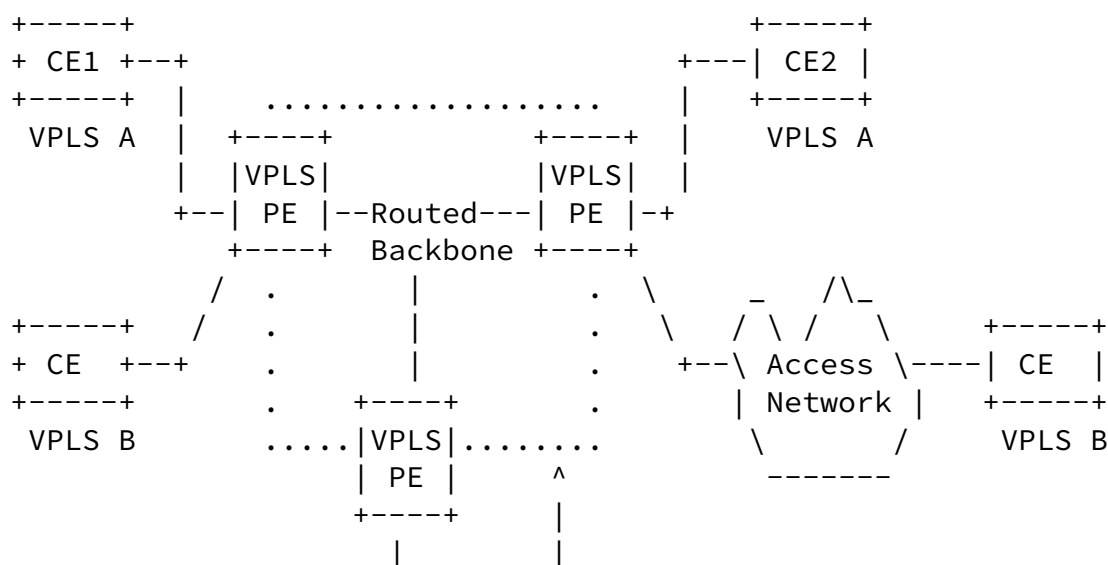 +-----+                                  +-----+
+ CE1 +--+                           +---| CE2 |
+-----+  |    ...................    |   +-----+
 VPLS A  |  +----+           +----+  |    VPLS A
         |  |VPLS|           |VPLS|  |
         +--| PE |--Routed---| PE |-+
            +----+  Backbone +----+
           /  .       |         .  \     _   /\_
+-----+   /   .       |         .   \   / \ /   \     +-----+
+ CE  +--+    .       |         .    +--\ Access \----| CE  |
+-----+       .    +----+       .       | Network |   +-----+
 VPLS B       .....|VPLS|........        \       /     VPLS B
                   | PE |     ^           -------
                   +----+     |
                     |        |